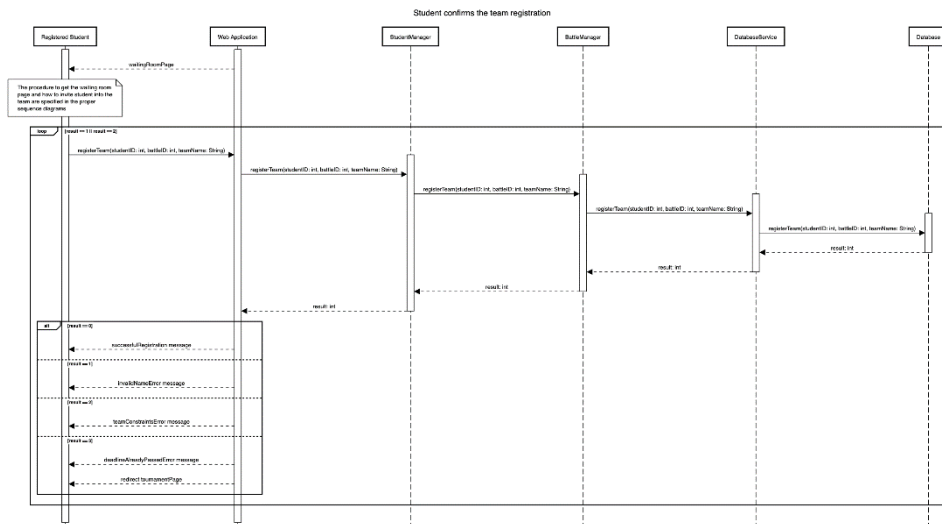 Student confirms the team registration
Registered Student
Web Application
StudentManager
BattleManager
DatabaseService
Database
waitingRoomPage
The procedure to get the waiting room
page and how to invite student into the
team are specified in the proper
sequence diagrams
loop
[result == 1 || result == 2]
registerTeam(studentID: int, battleID: int, teamName: String)
registerTeam(studentID: int, battleID: int, teamName: String)
registerTeam(studentID: int, battleID: int, teamName: String)
registerTeam(studentID: int, battleID: int, teamName: String)
registerTeam(studentID: int, battleID: int, teamName: String)
result: int
result: int
result: int
result: int
alt
[result == 0]
successfulRegistration message
[result == 1]
invalidNameError message
[result == 2]
teamConstraintsError message
[result == 3]
deadlineAlreadyPassedError message
redirect tournamentPage